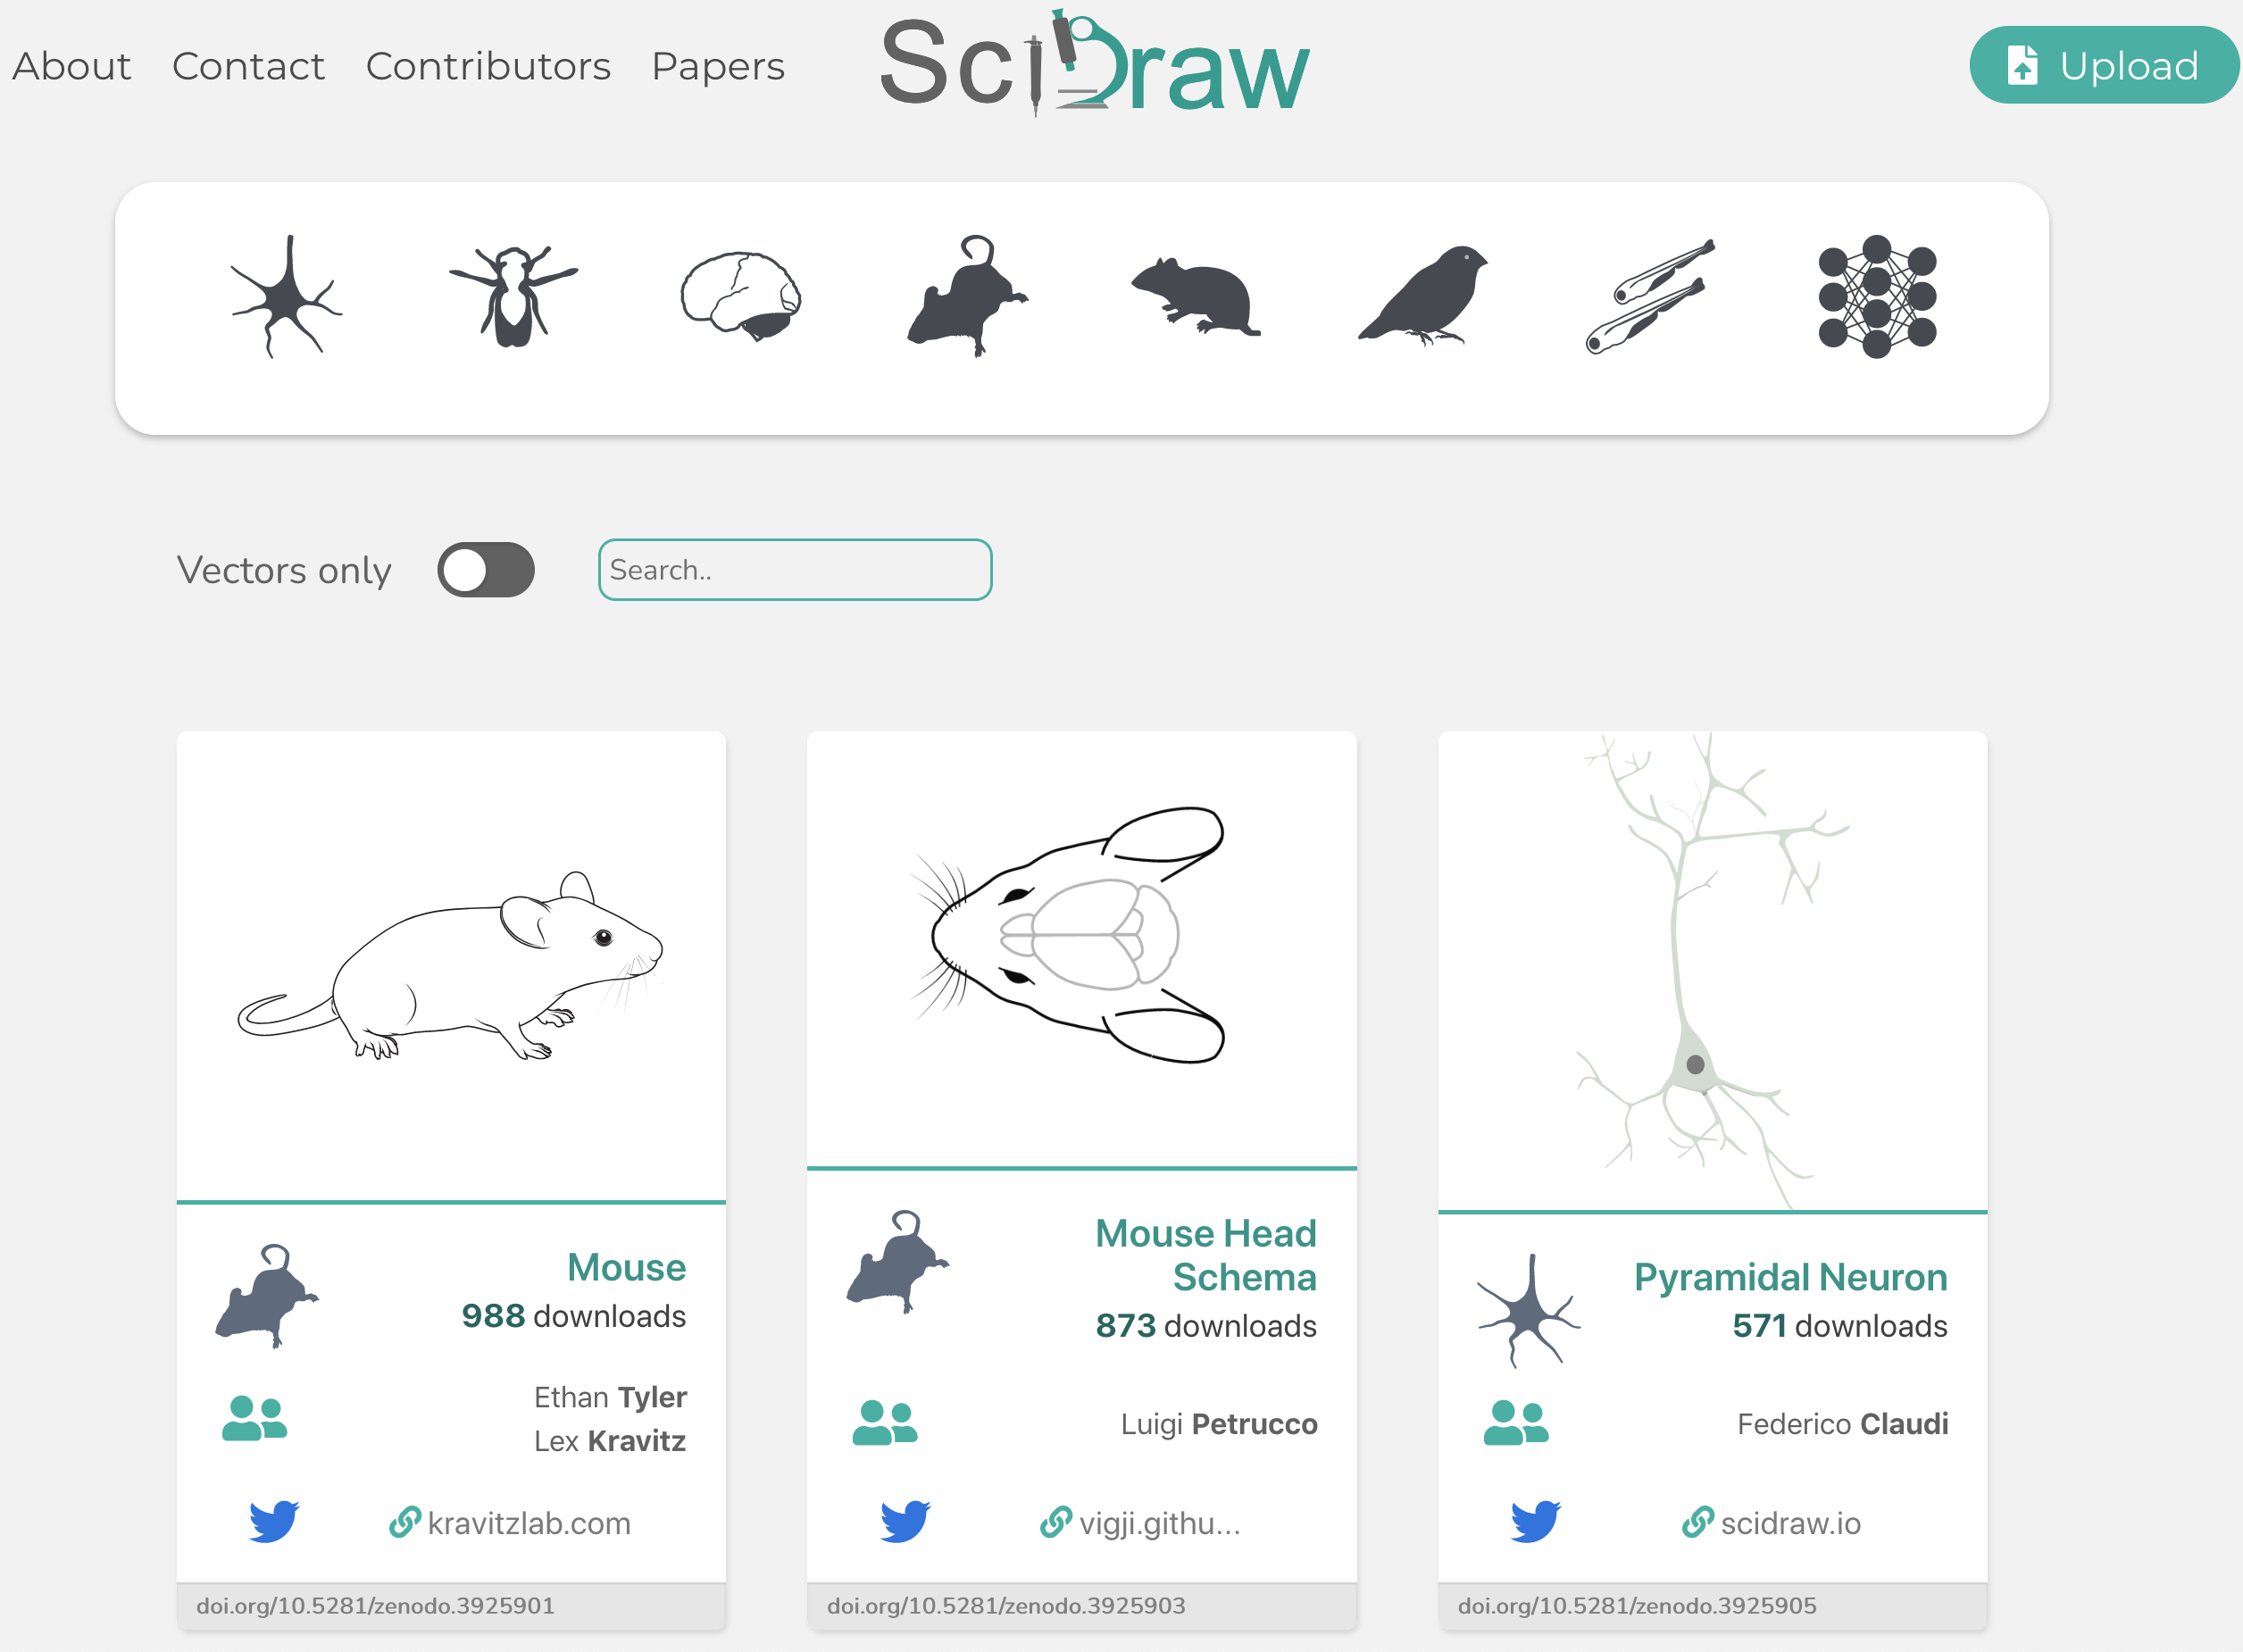 About Contact Contributors Papers SciDraw Upload
Vectors only Search..
Mouse
988 downloads
Ethan Tyler
Lex Kravitz
kravitzlab.com
doi.org/10.5281/zenodo.3925901
Mouse Head
Schema
873 downloads
Luigi Petrucco
vigji.githu...
doi.org/10.5281/zenodo.3925903
Pyramidal Neuron
571 downloads
Federico Claudi
scidraw.io
doi.org/10.5281/zenodo.3925905